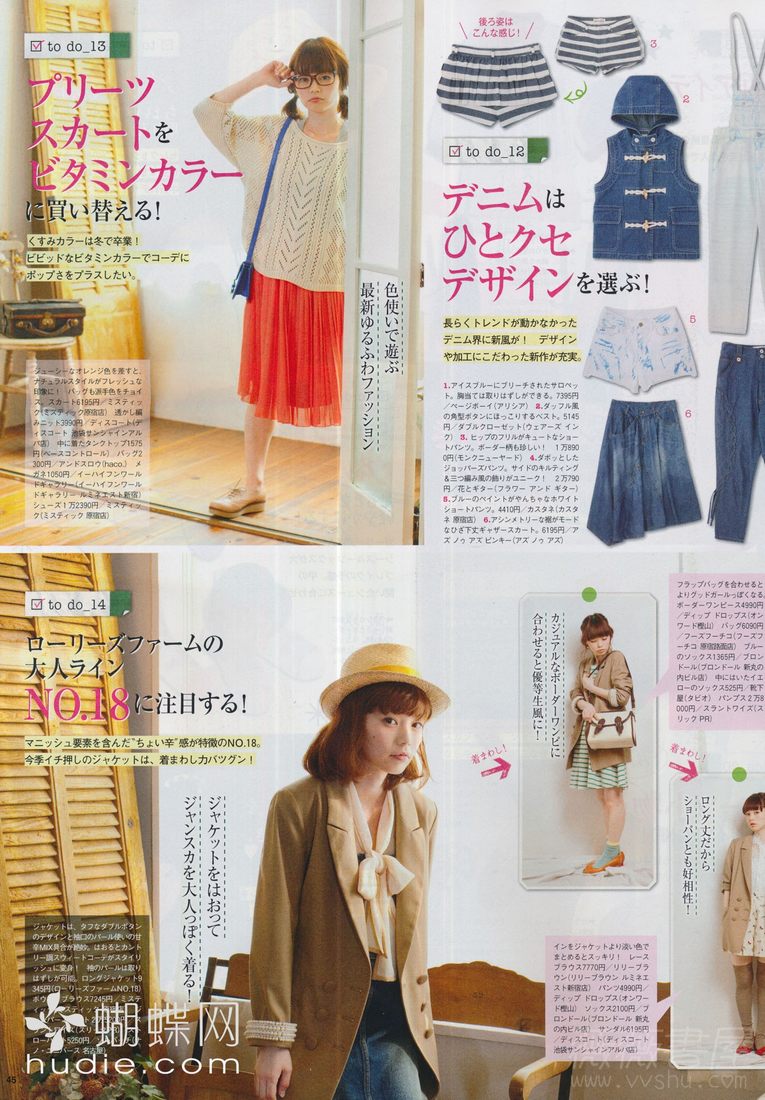 to do_13
プリーツ
スカートを
ビタミンカラー
に買い替える!
くすみカラーは冬で卒業!
ビビッドなビタミンカラーでコーデに
ポップさをプラスしたい。
色使いで遊ぶ
最新ゆるふわファッション
ジューシーなオレンジ色を差すと、
ナチュラルスタイルがフレッシュな
印象に! バッグも派手色をチョイ
ス。スカート6195円/ミスティッ
ク(ミスティック 原宿店) 透かし編
みニット3990円/ディスコート(デ
ィスコート 池袋サンシャインアル
パ店) 中に着たタンクトップ1575
円(ベースコントロール) バッグ2
300円/アンドスロウ(haco.) メ
ガネ1050円/イーハイフンワール
ドギャラリー(イーハイフンワール
ドギャラリー ルミネエスト新宿)
シューズ1万2390円/ミスティッ
ク(ミスティック 原宿店)
後ろ姿は
こんな感じ!
3
2
to do_12
デニムは
ひとクセ
デザインを選ぶ!
長らくトレンドが動かなかった
デニム界に新風が! デザイン
や加工にこだわった新作が充実。
1.アイスブルーにブリーチされたサロペッ
ト。胸当ては取りはずしができる。7395円
/ページボーイ(アリシア) 2.ダッフル風
の角型ボタンにほっこりするベスト。5145
円/ダブルクローゼット(ウェアーズ イン
ク) 3.ヒップのフリルがキュートなショー
トパンツ。ボーダー柄も珍しい! 1万890
0円(モンクニューヤード) 4.ダボッとした
ジョッパーズパンツ。サイドのキルティング
&三つ編み風の飾りがユニーク! 2万790
円/花とギター(フラワー アンド ギター)
5.ブルーのペイントがやんちゃなホワイト
ショートパンツ。4410円/カスタネ(カスタ
ネ 原宿店) 6.アシンメトリーな裾がモード
なひざ下丈ギャザースカート。6195円/ア
ズ ノゥ アズ ピンキー(アズ ノゥ アズ)
5
6
to do_14
ローリーズファームの
大人ライン
NO.18に注目する!
マニッシュ要素を含んだ"ちょい辛"感が特徴のNO.18。
今季イチ押しのジャケットは、着まわし力バツグン!
ジャケットをはおって
ジャンスカを大人っぽく着る!
ジャケットは、タフなダブルボタン
のデザインと袖口のパール使いの甘
辛MIX具合が絶妙。はおるとカント
リー調スウィートコーデがスタイリ
ッシュに変身! 袖のパールは取り
はずしが可能。ロングジャケット9
345円(ローリーズファームNO.18)
カジュアルなボーダーワンピに
合わせると優等生風に!
着まわし!
フラップバッグを合わせると
よりグッドガールっぽくなる。
ボーダーワンピース4990円
/ディップ ドロップス(オン
ワード樫山) バッグ6090円
/フーズフーチコ(フーズフ
ーチコ 原宿路面店) ブルー
のソックス1365円/ブロン
ドール(ブロンドール 新丸の
内ビル店) 中にはいたイエ
ローのソックス525円/靴下
屋(タビオ) パンプス2万8
000円/スラントワイズ(ス
リック PR)
着まわし!
ロング丈だから
ショーパンとも好相性!
インをジャケットより淡い色で
まとめるとスッキリ! レース
ブラウス7770円/リリーブラ
ウン(リリーブラウン ルミネエ
スト新宿店) パンツ4990円/
ディップ ドロップス(オンワー
ド樫山) ソックス2100円/ブ
ロンドール(ブロンドール 新丸
の内ビル店) サンダル6195円
/ディスコート(ディスコート
池袋サンシャインアルパ店)
45
蝴蝶网
hudie.com
www.vvshu.com